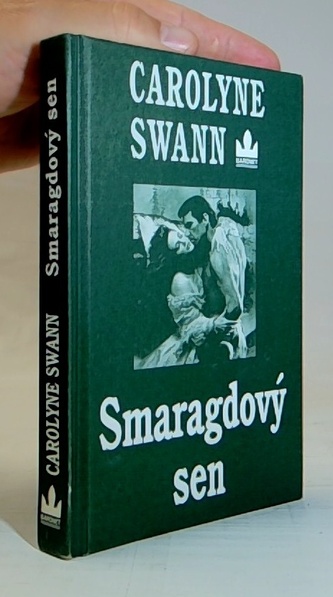 CAROLYNE
SWANN
BARONET
Smaragdový
sen
CAROLYNE SWANN Smaragdový sen
BARONET